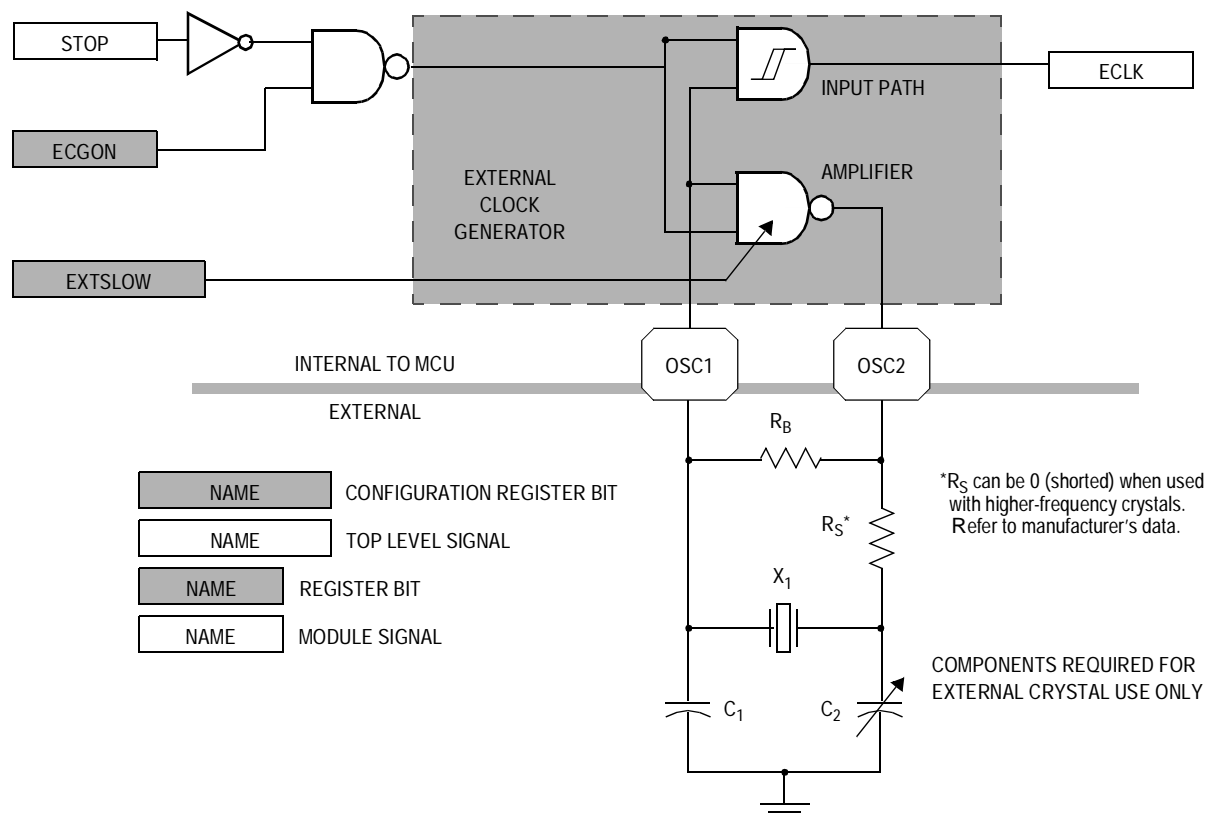 STOP
ECGON
EXTSLOW
EXTERNAL
CLOCK
GENERATOR
INPUT PATH
AMPLIFIER
ECLK
INTERNAL TO MCU
EXTERNAL
OSC1
OSC2
RB
RS*
X1
C1
C2
*RS can be 0 (shorted) when used
with higher-frequency crystals.
Refer to manufacturer’s data.
NAME CONFIGURATION REGISTER BIT
NAME TOP LEVEL SIGNAL
NAME REGISTER BIT
NAME MODULE SIGNAL
COMPONENTS REQUIRED FOR
EXTERNAL CRYSTAL USE ONLY